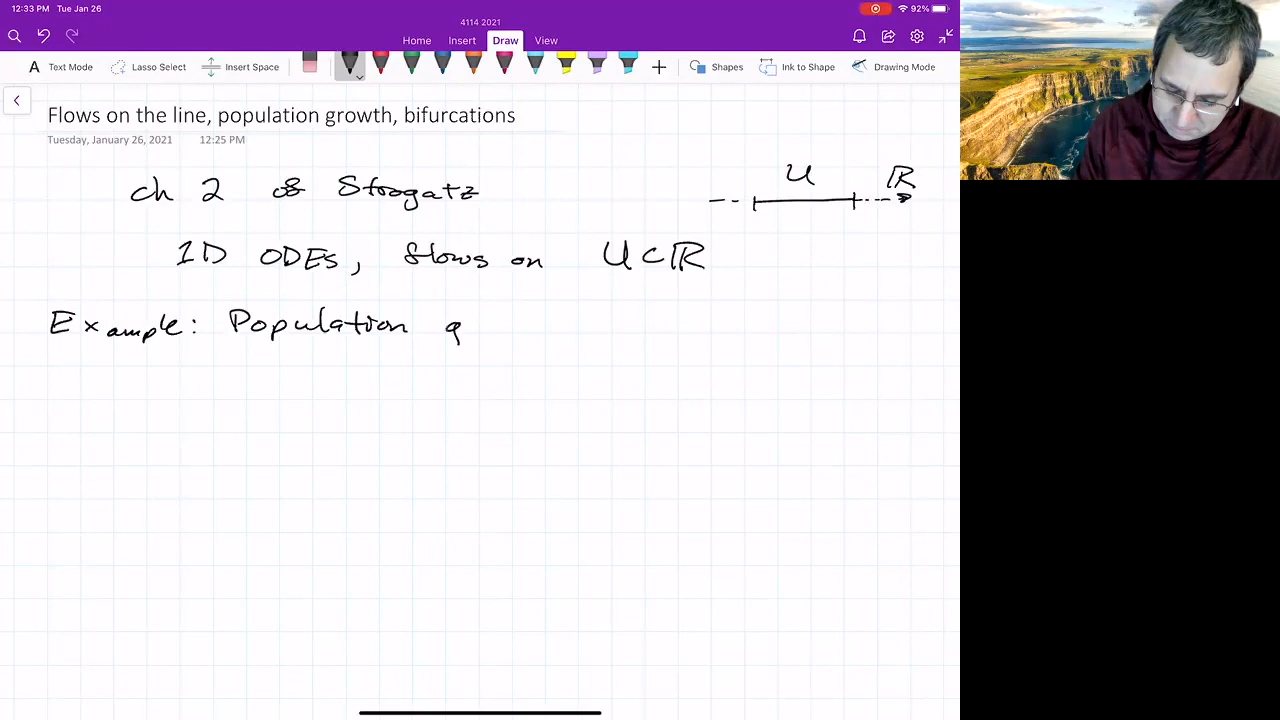 12:33 PM Tue Jan 26
92%
4114 2021
Home Insert Draw View
Text Mode Lasso Select Insert Space Shapes Ink to Shape Drawing Mode
Flows on the line, population growth, bifurcations
Tuesday, January 26, 2021 12:25 PM
U ℝ
ch 2 of Strogatz
1D ODEs, flows on U⊂ℝ
Example: Population g